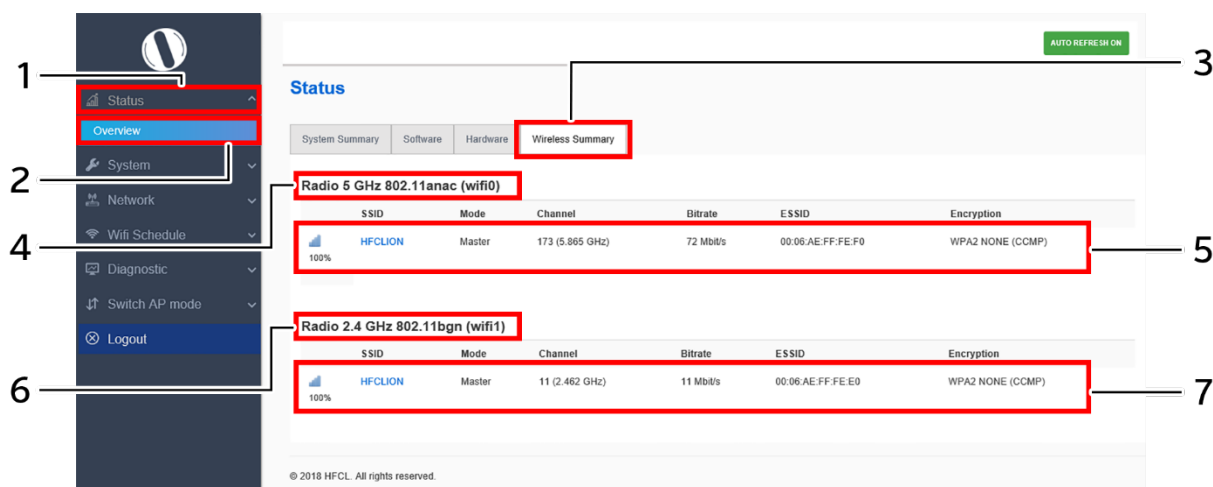 AUTO REFRESH ON
1
3
Status
Status
Overview
System Summary Software Hardware Wireless Summary
2
System
Radio 5 GHz 802.11anac (wifi0)
Network
SSID Mode Channel Bitrate ESSID Encryption
4
Wifi Schedule
HFCLION Master 173 (5.865 GHz) 72 Mbit/s 00:06:AE:FF:FE:F0 WPA2 NONE (CCMP)
5
100%
Diagnostic
Switch AP mode
Radio 2.4 GHz 802.11bgn (wifi1)
Logout
SSID Mode Channel Bitrate ESSID Encryption
6
HFCLION Master 11 (2.462 GHz) 11 Mbit/s 00:06:AE:FF:FE:E0 WPA2 NONE (CCMP)
7
100%
© 2018 HFCL. All rights reserved.